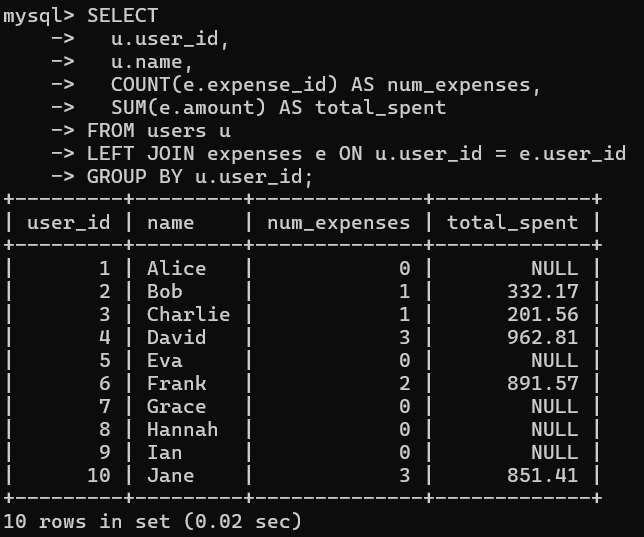 mysql> SELECT
    ->   u.user_id,
    ->   u.name,
    ->   COUNT(e.expense_id) AS num_expenses,
    ->   SUM(e.amount) AS total_spent
    -> FROM users u
    -> LEFT JOIN expenses e ON u.user_id = e.user_id
    -> GROUP BY u.user_id;
+---------+---------+--------------+-------------+
| user_id | name    | num_expenses | total_spent |
+---------+---------+--------------+-------------+
|       1 | Alice   |            0 |        NULL |
|       2 | Bob     |            1 |      332.17 |
|       3 | Charlie |            1 |      201.56 |
|       4 | David   |            3 |      962.81 |
|       5 | Eva     |            0 |        NULL |
|       6 | Frank   |            2 |      891.57 |
|       7 | Grace   |            0 |        NULL |
|       8 | Hannah  |            0 |        NULL |
|       9 | Ian     |            0 |        NULL |
|      10 | Jane    |            3 |      851.41 |
+---------+---------+--------------+-------------+
10 rows in set (0.02 sec)